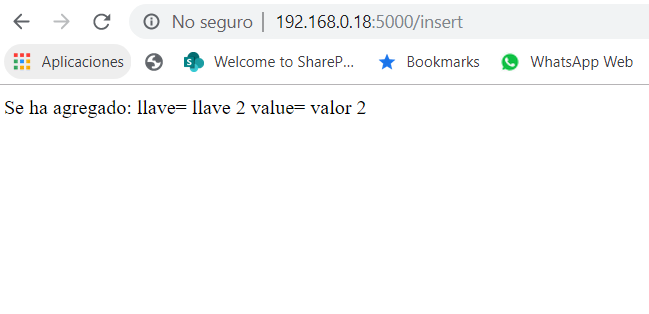 No seguro | 192.168.0.18:5000/insert
Aplicaciones Welcome to ShareP... Bookmarks WhatsApp Web
Se ha agregado: llave= llave 2 value= valor 2